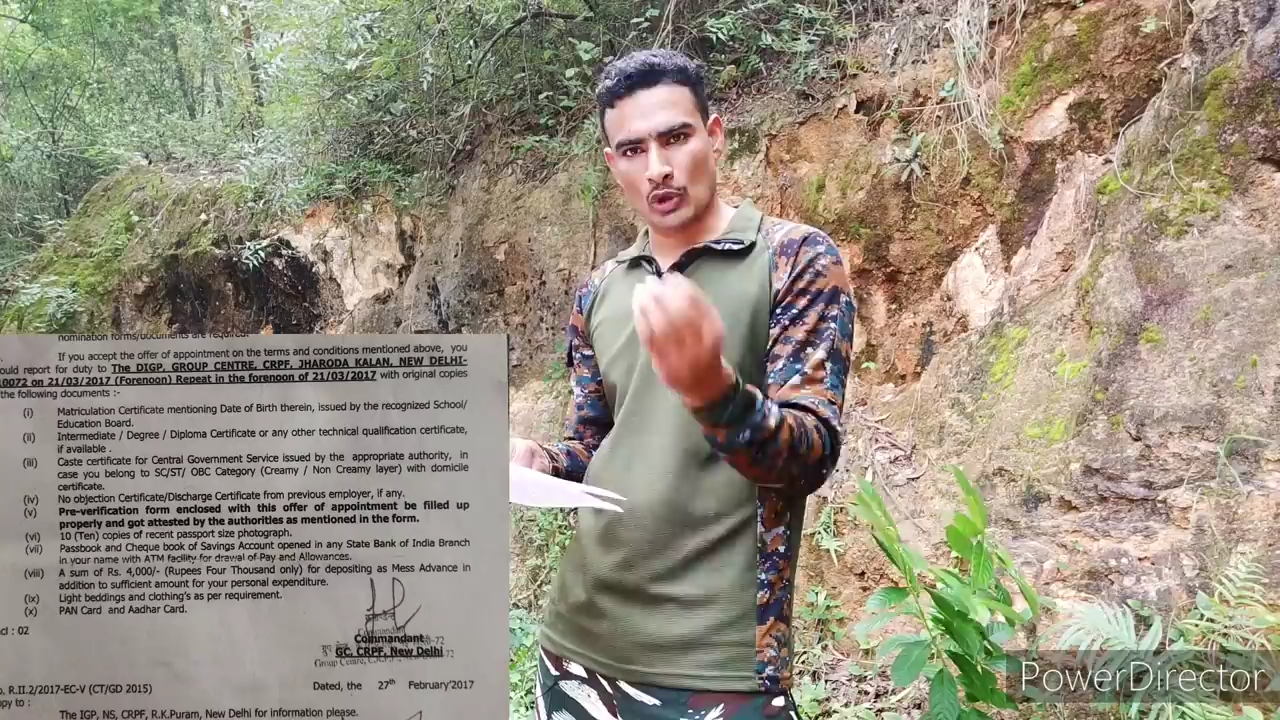 nomination forms/documents are required.
If you accept the offer of appointment on the terms and conditions mentioned above, you
ould report for duty to The DIGP, GROUP CENTRE, CRPF, JHARODA KALAN, NEW DELHI-
10072 on 21/03/2017 (Forenoon) Repeat in the forenoon of 21/03/2017 with original copies
the following documents :-
(i) Matriculation Certificate mentioning Date of Birth therein, issued by the recognized School/
Education Board.
(ii) Intermediate / Degree / Diploma Certificate or any other technical qualification certificate,
if available .
(iii) Caste certificate for Central Government Service issued by the appropriate authority, in
case you belong to SC/ST/ OBC Category (Creamy / Non Creamy layer) with domicile
certificate.
(iv) No objection Certificate/Discharge Certificate from previous employer, if any.
(v) Pre-verification form enclosed with this offer of appointment be filled up
properly and got attested by the authorities as mentioned in the form.
(vi) 10 (Ten) copies of recent passport size photograph.
(vii) Passbook and Cheque book of Savings Account opened in any State Bank of India Branch
in your name with ATM facility for drawal of Pay and Allowances.
(viii) A sum of Rs. 4,000/- (Rupees Four Thousand only) for depositing as Mess Advance in
addition to sufficient amount for your personal expenditure.
(ix) Light beddings and clothing's as per requirement.
(x) PAN Card and Aadhar Card.
cl : 02
Commandant
GC, CRPF, New Delhi
Group Centre,
o. R.II.2/2017-EC-V (CT/GD 2015) Dated, the 27th February'2017
opy to :
The IGP, NS, CRPF, R.K.Puram, New Delhi for information please.
PowerDirector